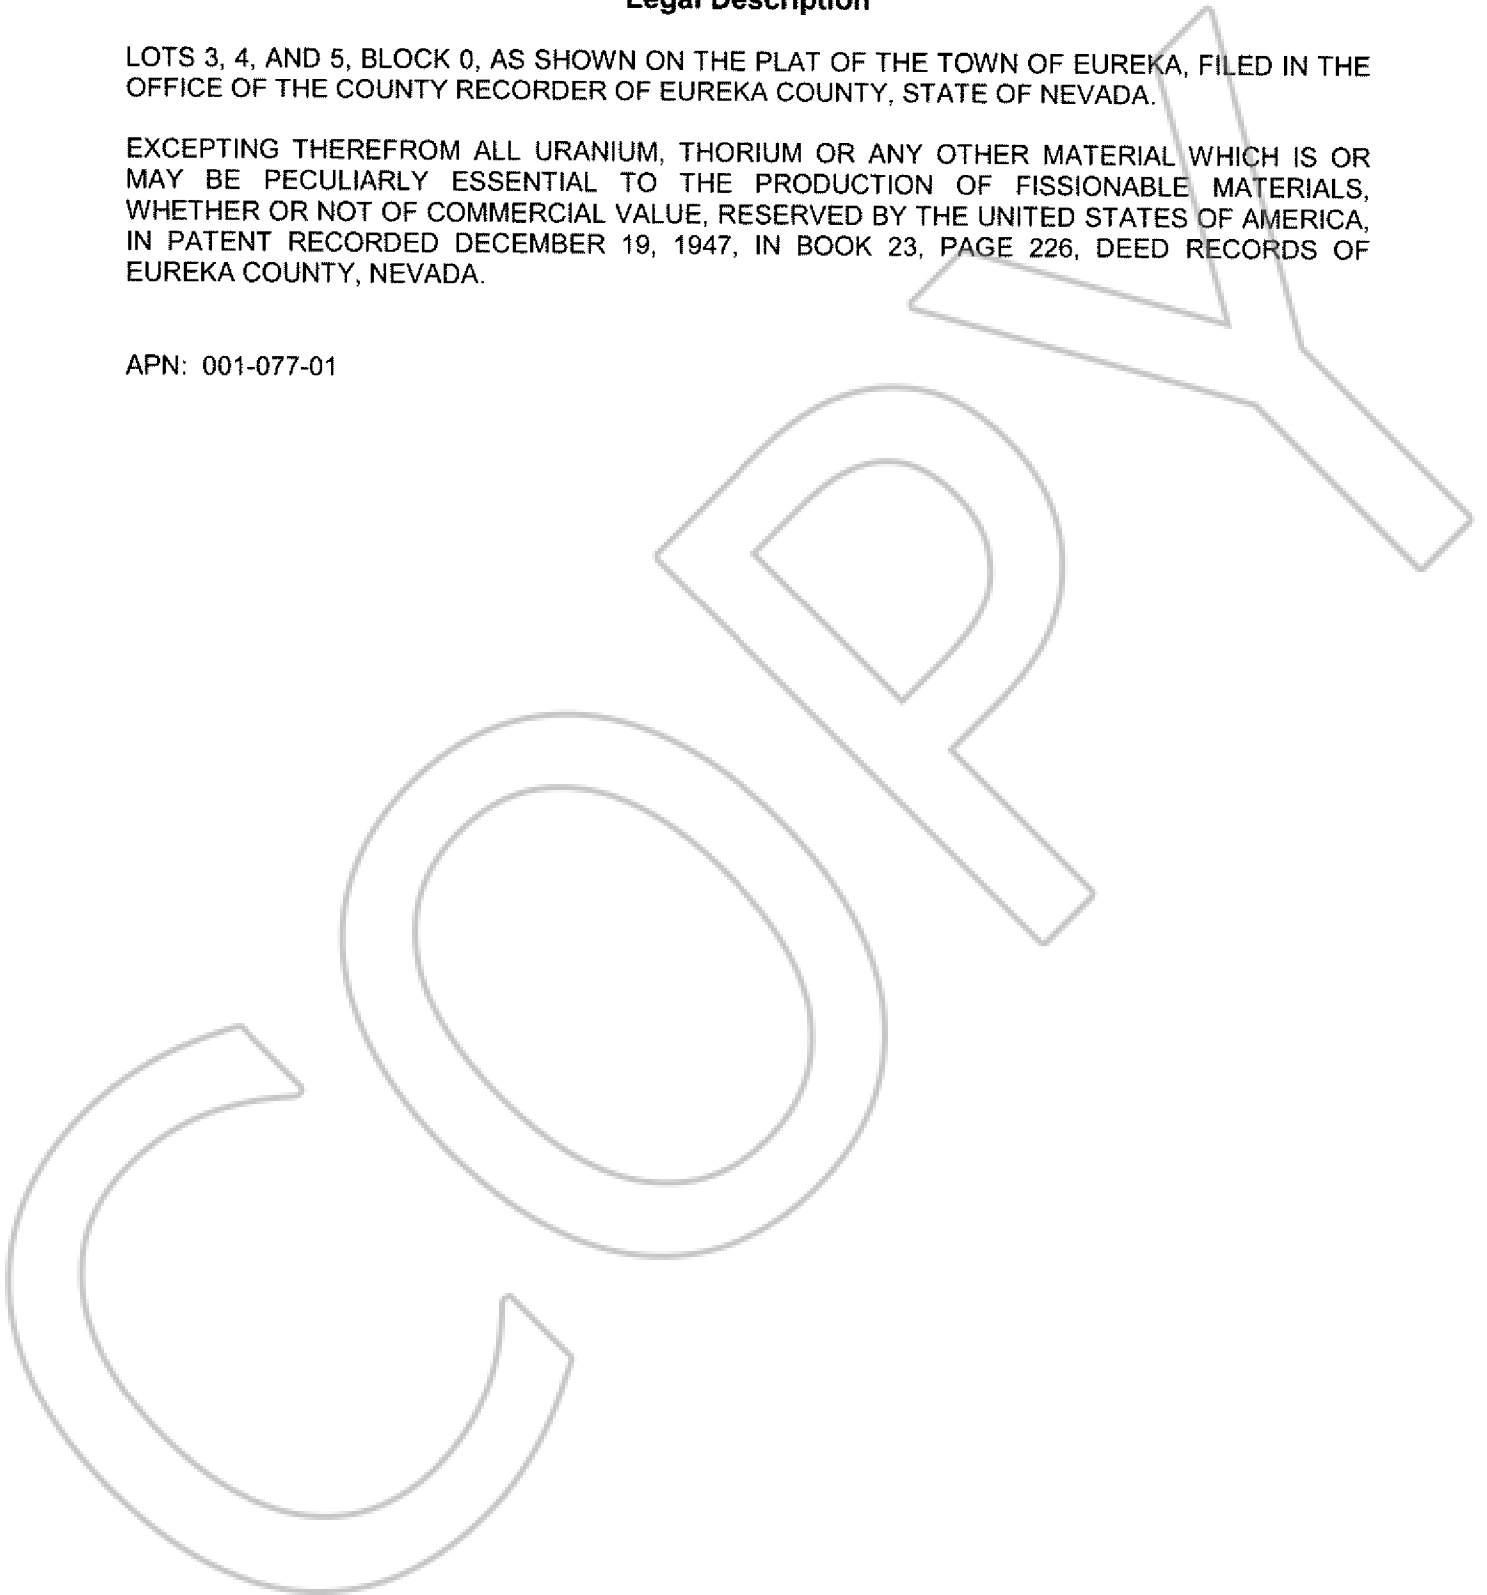 Legal Description
LOTS 3, 4, AND 5, BLOCK 0, AS SHOWN ON THE PLAT OF THE TOWN OF EUREKA, FILED IN THE
OFFICE OF THE COUNTY RECORDER OF EUREKA COUNTY, STATE OF NEVADA.
EXCEPTING THEREFROM ALL URANIUM, THORIUM OR ANY OTHER MATERIAL WHICH IS OR
MAY BE PECULIARLY ESSENTIAL TO THE PRODUCTION OF FISSIONABLE MATERIALS,
WHETHER OR NOT OF COMMERCIAL VALUE, RESERVED BY THE UNITED STATES OF AMERICA,
IN PATENT RECORDED DECEMBER 19, 1947, IN BOOK 23, PAGE 226, DEED RECORDS OF
EUREKA COUNTY, NEVADA.
APN: 001-077-01
COPY